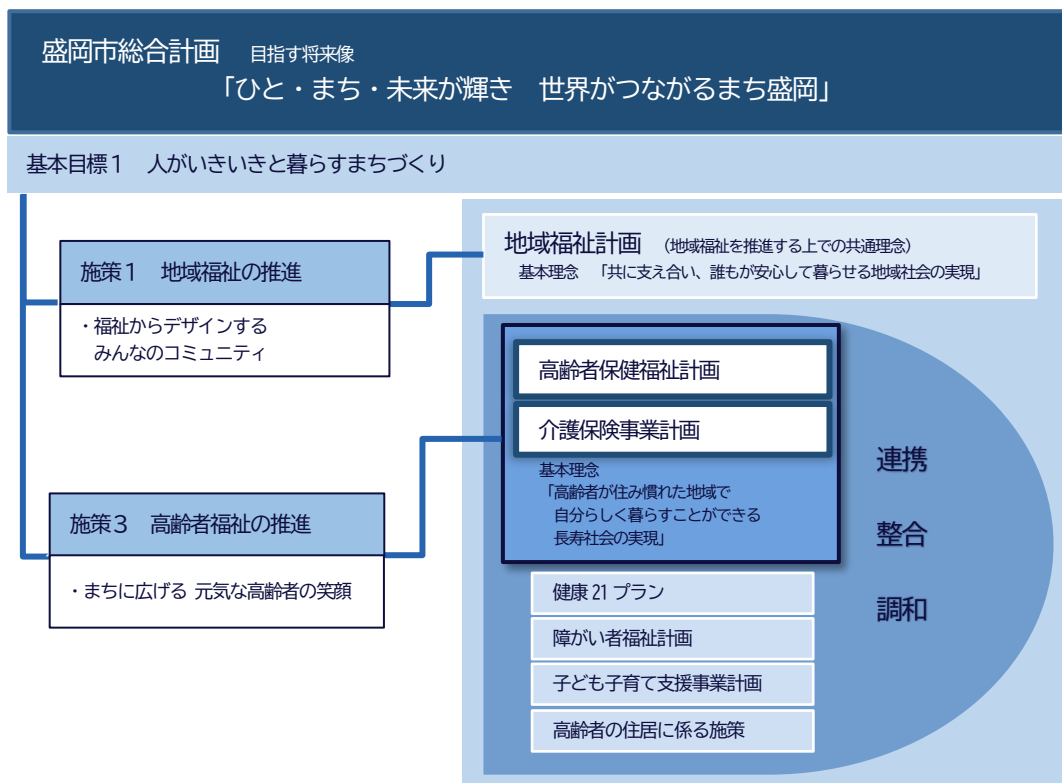 盛岡市総合計画 目指す将来像
「ひと・まち・未来が輝き 世界がつながるまち盛岡」
基本目標１ 人がいきいきと暮らすまちづくり
施策１ 地域福祉の推進
・福祉からデザインする
みんなのコミュニティ
施策３ 高齢者福祉の推進
・まちに広げる 元気な高齢者の笑顔
地域福祉計画 （地域福祉を推進する上での共通理念）
基本理念 「共に支え合い、誰もが安心して暮らせる地域社会の実現」
高齢者保健福祉計画
介護保険事業計画
基本理念
「高齢者が住み慣れた地域で
自分らしく暮らすことができる
長寿社会の実現」
健康 21 プラン
障がい者福祉計画
子ども子育て支援事業計画
高齢者の住居に係る施策
連携
整合
調和